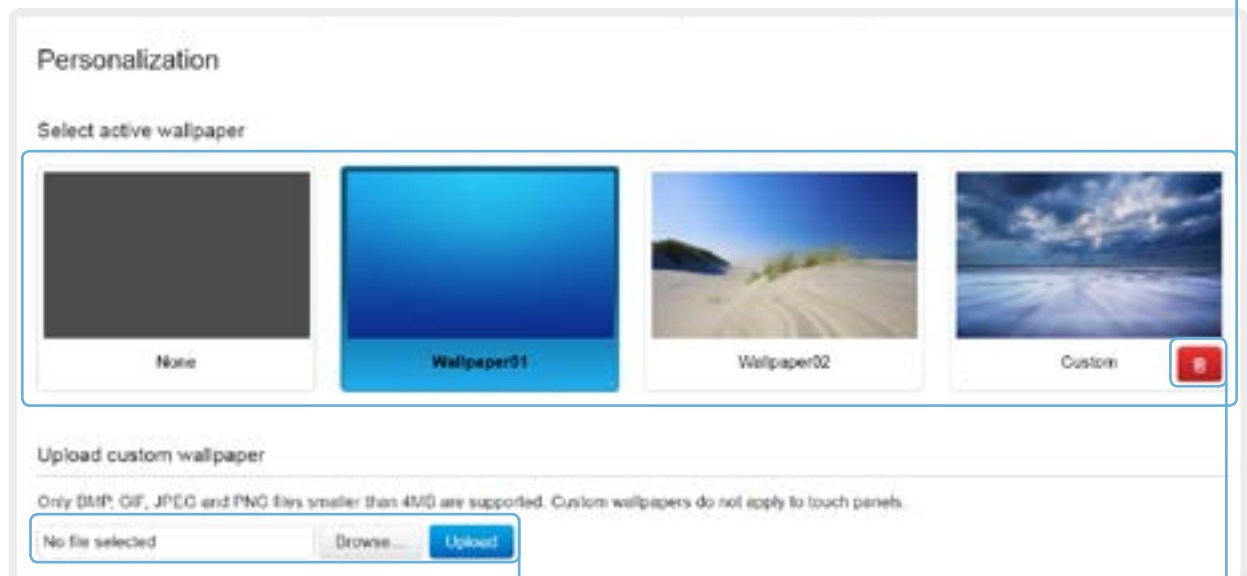 Personalization
Select active wallpaper
None
Wallpaper01
Wallpaper02
Custom
Upload custom wallpaper
Only BMP, GIF, JPEG and PNG files smaller than 4MB are supported. Custom wallpapers do not apply to touch panels.
No file selected
Browse...
Upload